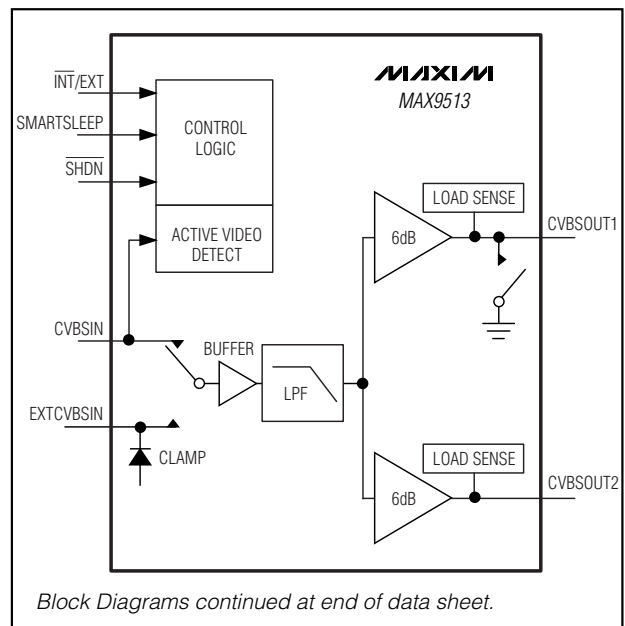 MAXIM
MAX9513
INT/EXT
SMARTSLEEP
SHDN
CONTROL
LOGIC
ACTIVE VIDEO
DETECT
LOAD SENSE
6dB
CVBSOUT1
CVBSIN
BUFFER
LPF
EXTCVBSIN
CLAMP
LOAD SENSE
6dB
CVBSOUT2
Block Diagrams continued at end of data sheet.